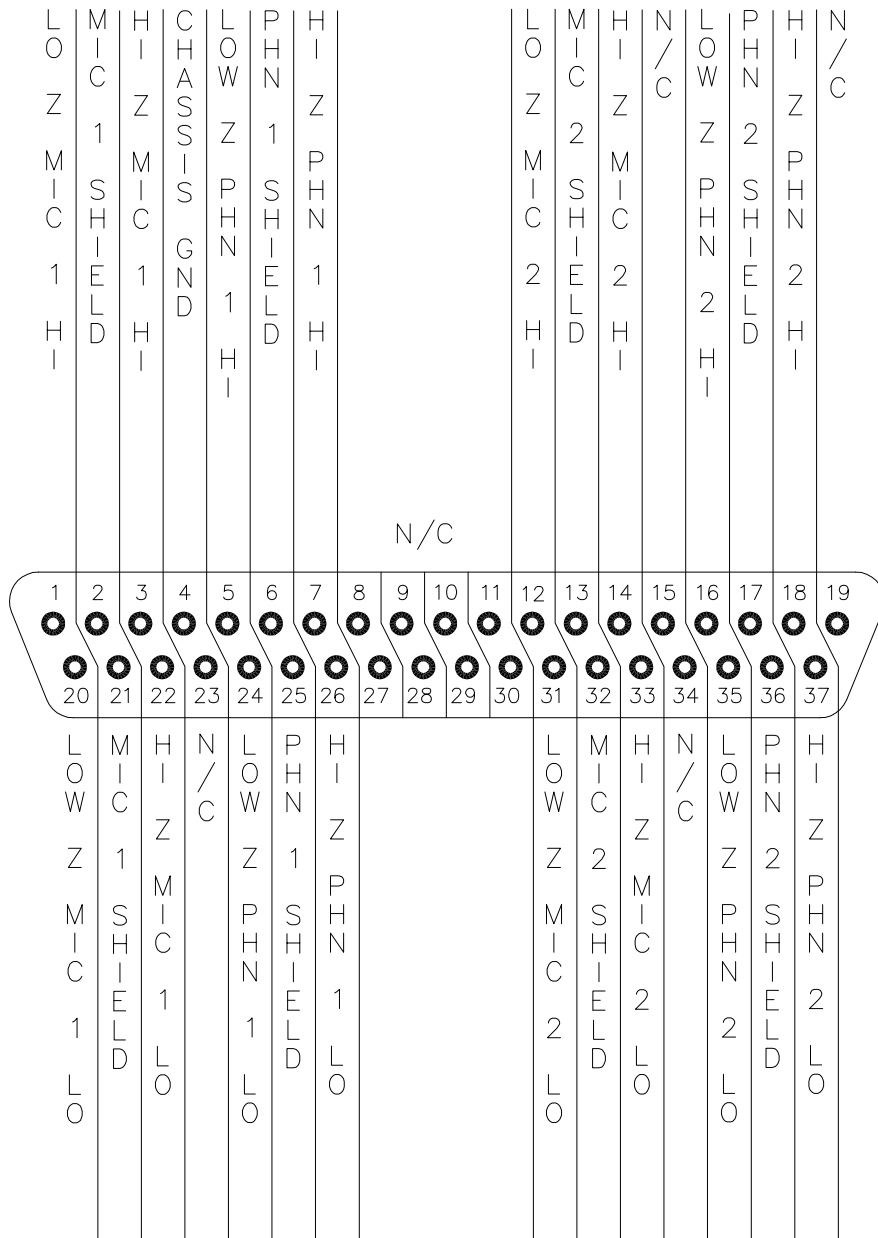 LO Z MIC 1 HI
MIC 1 SHIELD
HI Z MIC 1 HI
CHASSIS GND
LOW Z PHN 1 HI
PHN 1 SHIELD
HI Z PHN 1 HI
LO Z MIC 2 HI
MIC 2 SHIELD
HI Z MIC 2 HI
N/C
LOW Z PHN 2 HI
PHN 2 SHIELD
HI Z PHN 2 HI
N/C
N/C
1 2 3 4 5 6 7 8 9 10 11 12 13 14 15 16 17 18 19
20 21 22 23 24 25 26 27 28 29 30 31 32 33 34 35 36 37
LOW Z MIC 1 LO
MIC 1 SHIELD
HI Z MIC 1 LO
N/C
LOW Z PHN 1 LO
PHN 1 SHIELD
HI Z PHN 1 LO
LOW Z MIC 2 LO
MIC 2 SHIELD
HI Z MIC 2 LO
N/C
LOW Z PHN 2 LO
PHN 2 SHIELD
HI Z PHN 2 LO